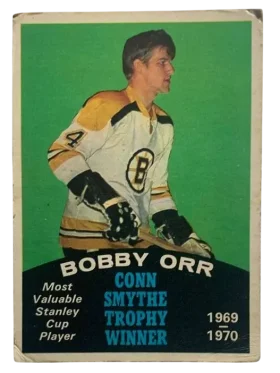 4
B
BOBBY ORR
Most
Valuable
Stanley
Cup
Player
CONN
SMYTHE
TROPHY
WINNER
1969
—
1970